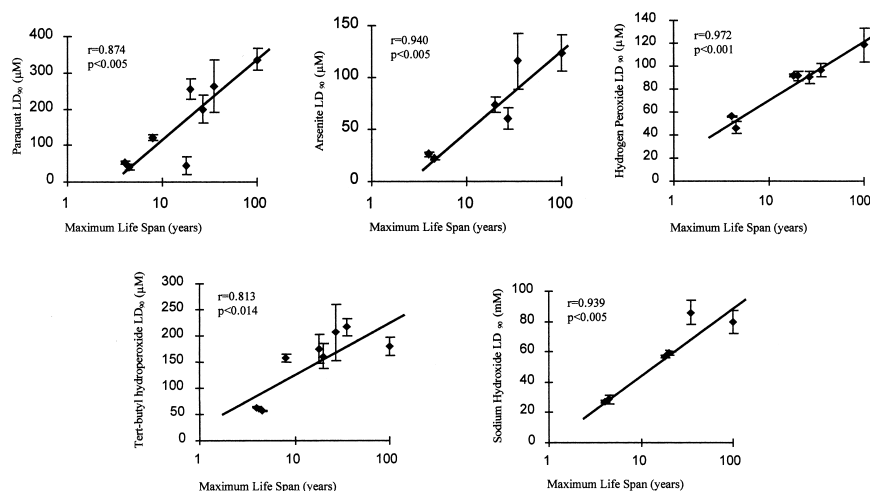 Paraquat LD₉₀ (µM)
r=0.874
p<0.005
400
300
200
100
0
1
10
100
Maximum Life Span (years)
Arsenite LD₉₀ (µM)
r=0.940
p<0.005
150
100
50
0
1
10
100
Maximum Life Span (years)
Hydrogen Peroxide LD ₉₀ (µM)
r=0.972
p<0.001
140
120
100
80
60
40
20
0
1
10
100
Maximum Life Span (years)
Tert-butyl hydroperoxide LD₉₀ (µM)
r=0.813
p<0.014
300
250
200
150
100
50
0
1
10
100
Maximum Life Span (years)
Sodium Hydroxide LD ₉₀ (mM)
r=0.939
p<0.005
100
80
60
40
20
0
1
10
100
Maximum Life Span (years)